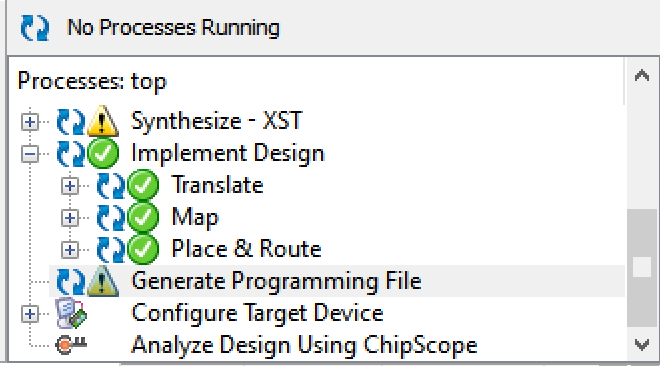 No Processes Running
Processes: top
Synthesize - XST
Implement Design
Translate
Map
Place & Route
Generate Programming File
Configure Target Device
Analyze Design Using ChipScope